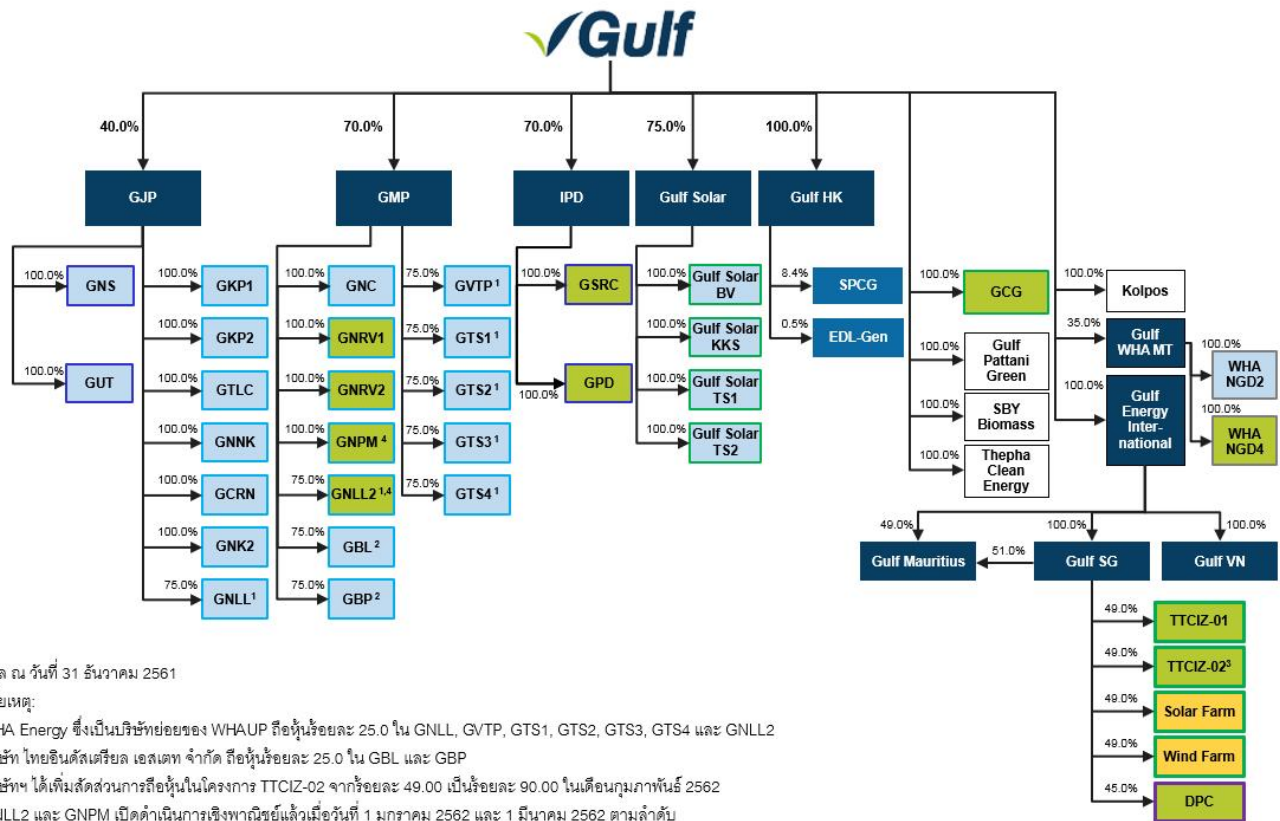 Gulf
40.0%
70.0%
70.0%
75.0%
100.0%
GJP
GMP
IPD
Gulf Solar
Gulf HK
100.0% GNS
100.0% GUT
100.0% GKP1
100.0% GKP2
100.0% GTLC
100.0% GNNK
100.0% GCRN
100.0% GNK2
75.0% GNLL¹
100.0% GNC
100.0% GNRV1
100.0% GNRV2
100.0% GNPM ⁴
75.0% GNLL2 ¹,⁴
75.0% GBL ²
75.0% GBP ²
75.0% GVTP ¹
75.0% GTS1 ¹
75.0% GTS2 ¹
75.0% GTS3 ¹
75.0% GTS4 ¹
100.0% GSRC
100.0% GPD
100.0% Gulf Solar
BV
100.0% Gulf Solar
KKS
100.0% Gulf Solar
TS1
100.0% Gulf Solar
TS2
8.4% SPCG
0.5% EDL-Gen
100.0% GCG
100.0% Gulf
Pattani
Green
100.0% SBY
Biomass
100.0% Thepha
Clean
Energy
100.0% Kolpos
35.0% Gulf
WHA MT
100.0% Gulf
Energy
Inter-
national
100.0%
WHA
NGD2
100.0%
WHA
NGD4
49.0%
100.0%
100.0%
Gulf Mauritius
51.0%
Gulf SG
Gulf VN
49.0% TTCIZ-01
49.0% TTCIZ-02³
49.0% Solar Farm
49.0% Wind Farm
45.0% DPC
ล ณ วันที่ 31 ธันวาคม 2561
ยเหตุ:
HA Energy ซึ่งเป็นบริษัทย่อยของ WHAUP ถือหุ้นร้อยละ 25.0 ใน GNLL, GVTP, GTS1, GTS2, GTS3, GTS4 และ GNLL2
ษัท ไทยอินดัสเตรียล เอสเตท จำกัด ถือหุ้นร้อยละ 25.0 ใน GBL และ GBP
ษัทฯ ได้เพิ่มสัดส่วนการถือหุ้นในโครงการ TTCIZ-02 จากร้อยละ 49.00 เป็นร้อยละ 90.00 ในเดือนกุมภาพันธ์ 2562
NLL2 และ GNPM เปิดดำเนินการเชิงพาณิชย์แล้วเมื่อวันที่ 1 มกราคม 2562 และ 1 มีนาคม 2562 ตามลำดับ